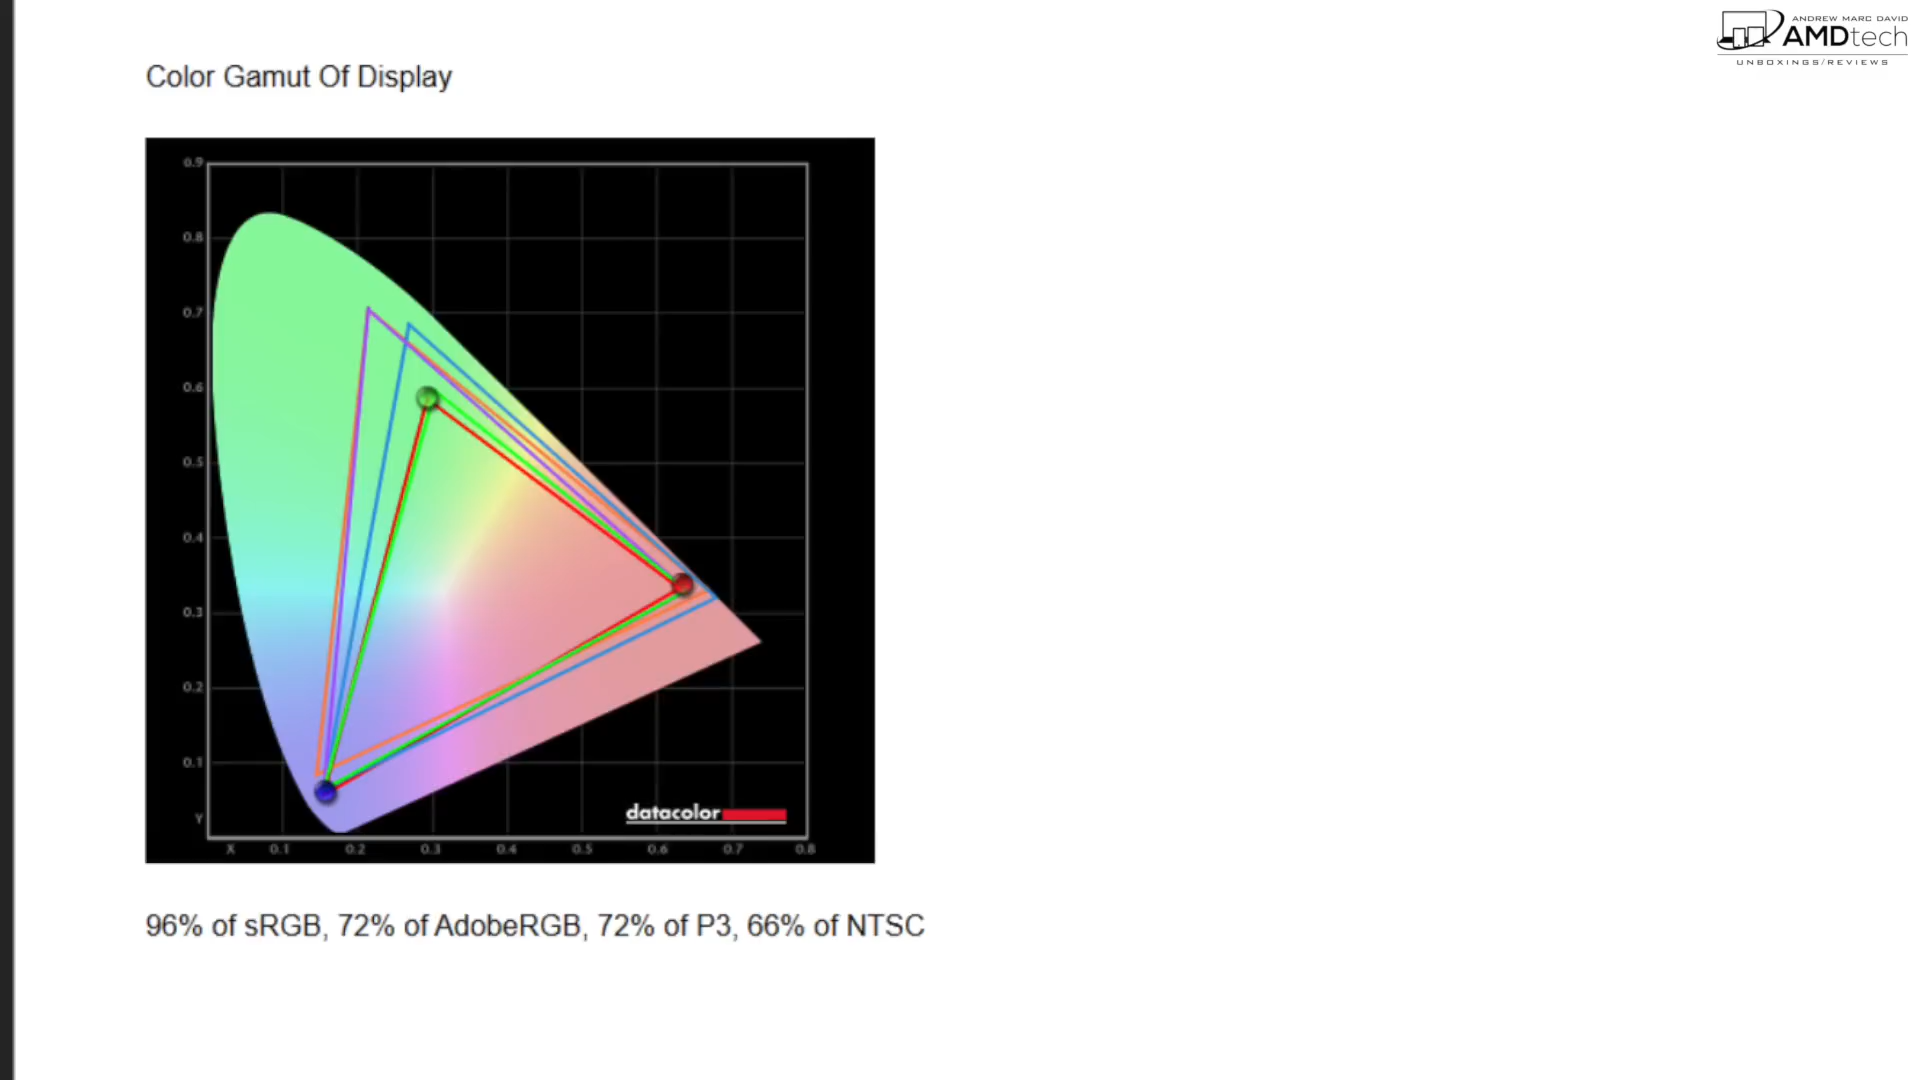 ANDREW MARC DAVID
AMDtech
UNBOXINGS/REVIEWS
Color Gamut Of Display
0.9
0.8
0.7
0.6
0.5
0.4
0.3
0.2
0.1
Y
datacolor
X 0.1 0.2 0.3 0.4 0.5 0.6 0.7 0.8
96% of sRGB, 72% of AdobeRGB, 72% of P3, 66% of NTSC